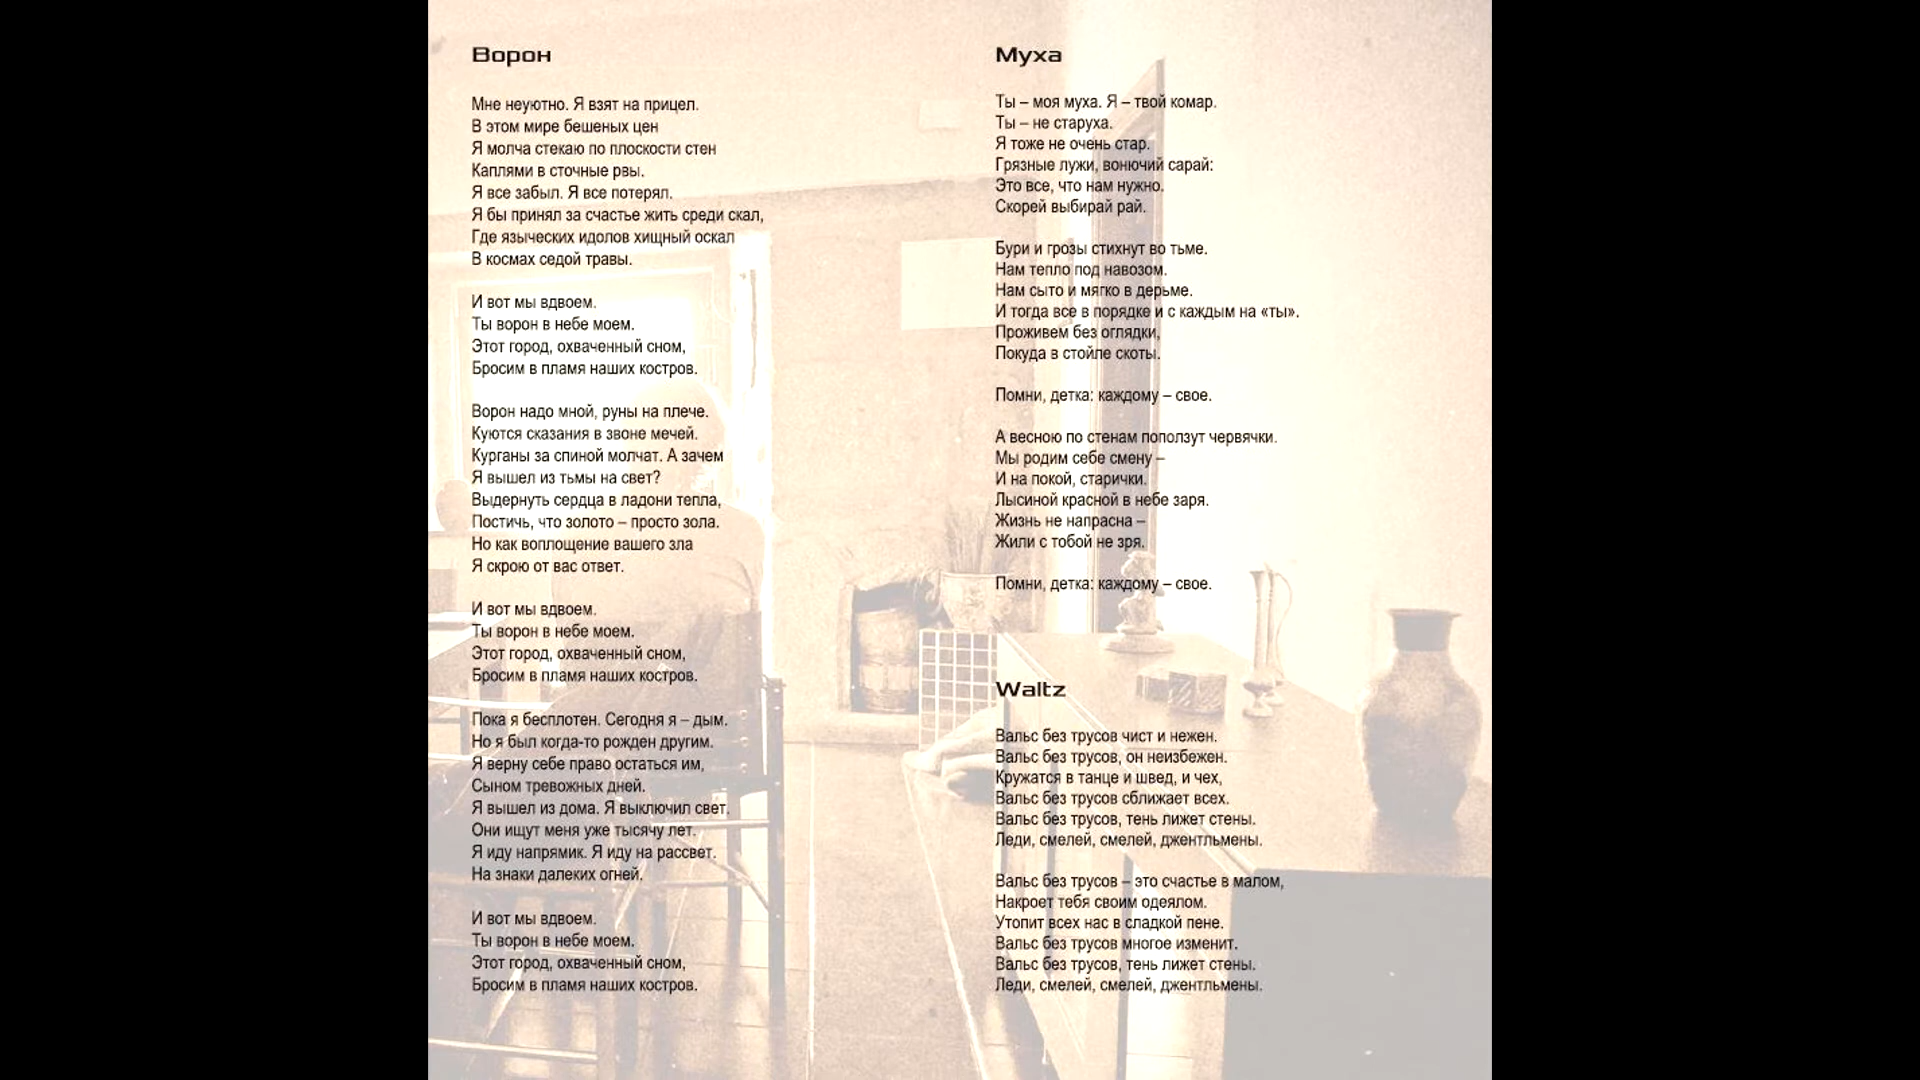 Ворон
Мне неуютно. Я взят на прицел.
В этом мире бешеных цен
Я молча стекаю по плоскости стен
Каплями в сточные рвы.
Я все забыл. Я все потерял.
Я бы принял за счастье жить среди скал,
Где языческих идолов хищный оскал
В космах седой травы.
И вот мы вдвоем.
Ты ворон в небе моем.
Этот город, охваченный сном,
Бросим в пламя наших костров.
Ворон надо мной, руны на плече.
Куются сказания в звоне мечей.
Курганы за спиной молчат. А зачем
Я вышел из тьмы на свет?
Выдернуть сердца в ладони тепла,
Постичь, что золото – просто зола.
Но как воплощение вашего зла
Я скрою от вас ответ.
И вот мы вдвоем.
Ты ворон в небе моем.
Этот город, охваченный сном,
Бросим в пламя наших костров.
Пока я бесплотен. Сегодня я – дым.
Но я был когда-то рожден другим.
Я верну себе право остаться им,
Сыном тревожных дней.
Я вышел из дома. Я выключил свет.
Они ищут меня уже тысячу лет.
Я иду напрямик. Я иду на рассвет.
На знаки далеких огней.
И вот мы вдвоем.
Ты ворон в небе моем.
Этот город, охваченный сном,
Бросим в пламя наших костров.
Муха
Ты – моя муха. Я – твой комар.
Ты – не старуха.
Я тоже не очень стар.
Грязные лужи, вонючий сарай:
Это все, что нам нужно.
Скорей выбирай рай.
Бури и грозы стихнут во тьме.
Нам тепло под навозом.
Нам сыто и мягко в дерьме.
И тогда все в порядке и с каждым на «ты».
Проживем без оглядки,
Покуда в стойле скоты.
Помни, детка: каждому – свое.
А весною по стенам поползут червячки.
Мы родим себе смену –
И на покой, старички.
Лысиной красной в небе заря.
Жизнь не напрасна –
Жили с тобой не зря.
Помни, детка: каждому – свое.
Waltz
Вальс без трусов чист и нежен.
Вальс без трусов, он неизбежен.
Кружатся в танце и швед, и чех,
Вальс без трусов сближает всех.
Вальс без трусов, тень лижет стены.
Леди, смелей, смелей, джентльмены.
Вальс без трусов – это счастье в малом,
Накроет тебя своим одеялом.
Утопит всех нас в сладкой пене.
Вальс без трусов многое изменит.
Вальс без трусов, тень лижет стены.
Леди, смелей, смелей, джентльмены.